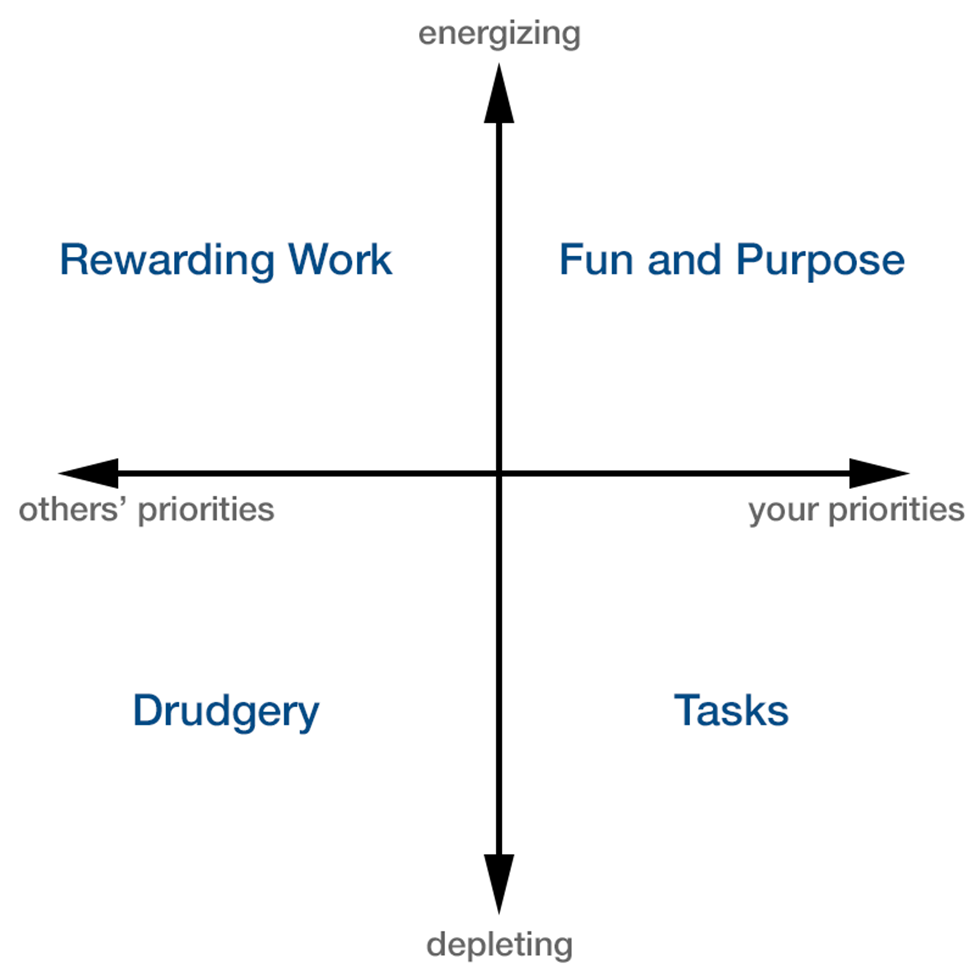 energizing
Rewarding Work
Fun and Purpose
others’ priorities
your priorities
Drudgery
Tasks
depleting